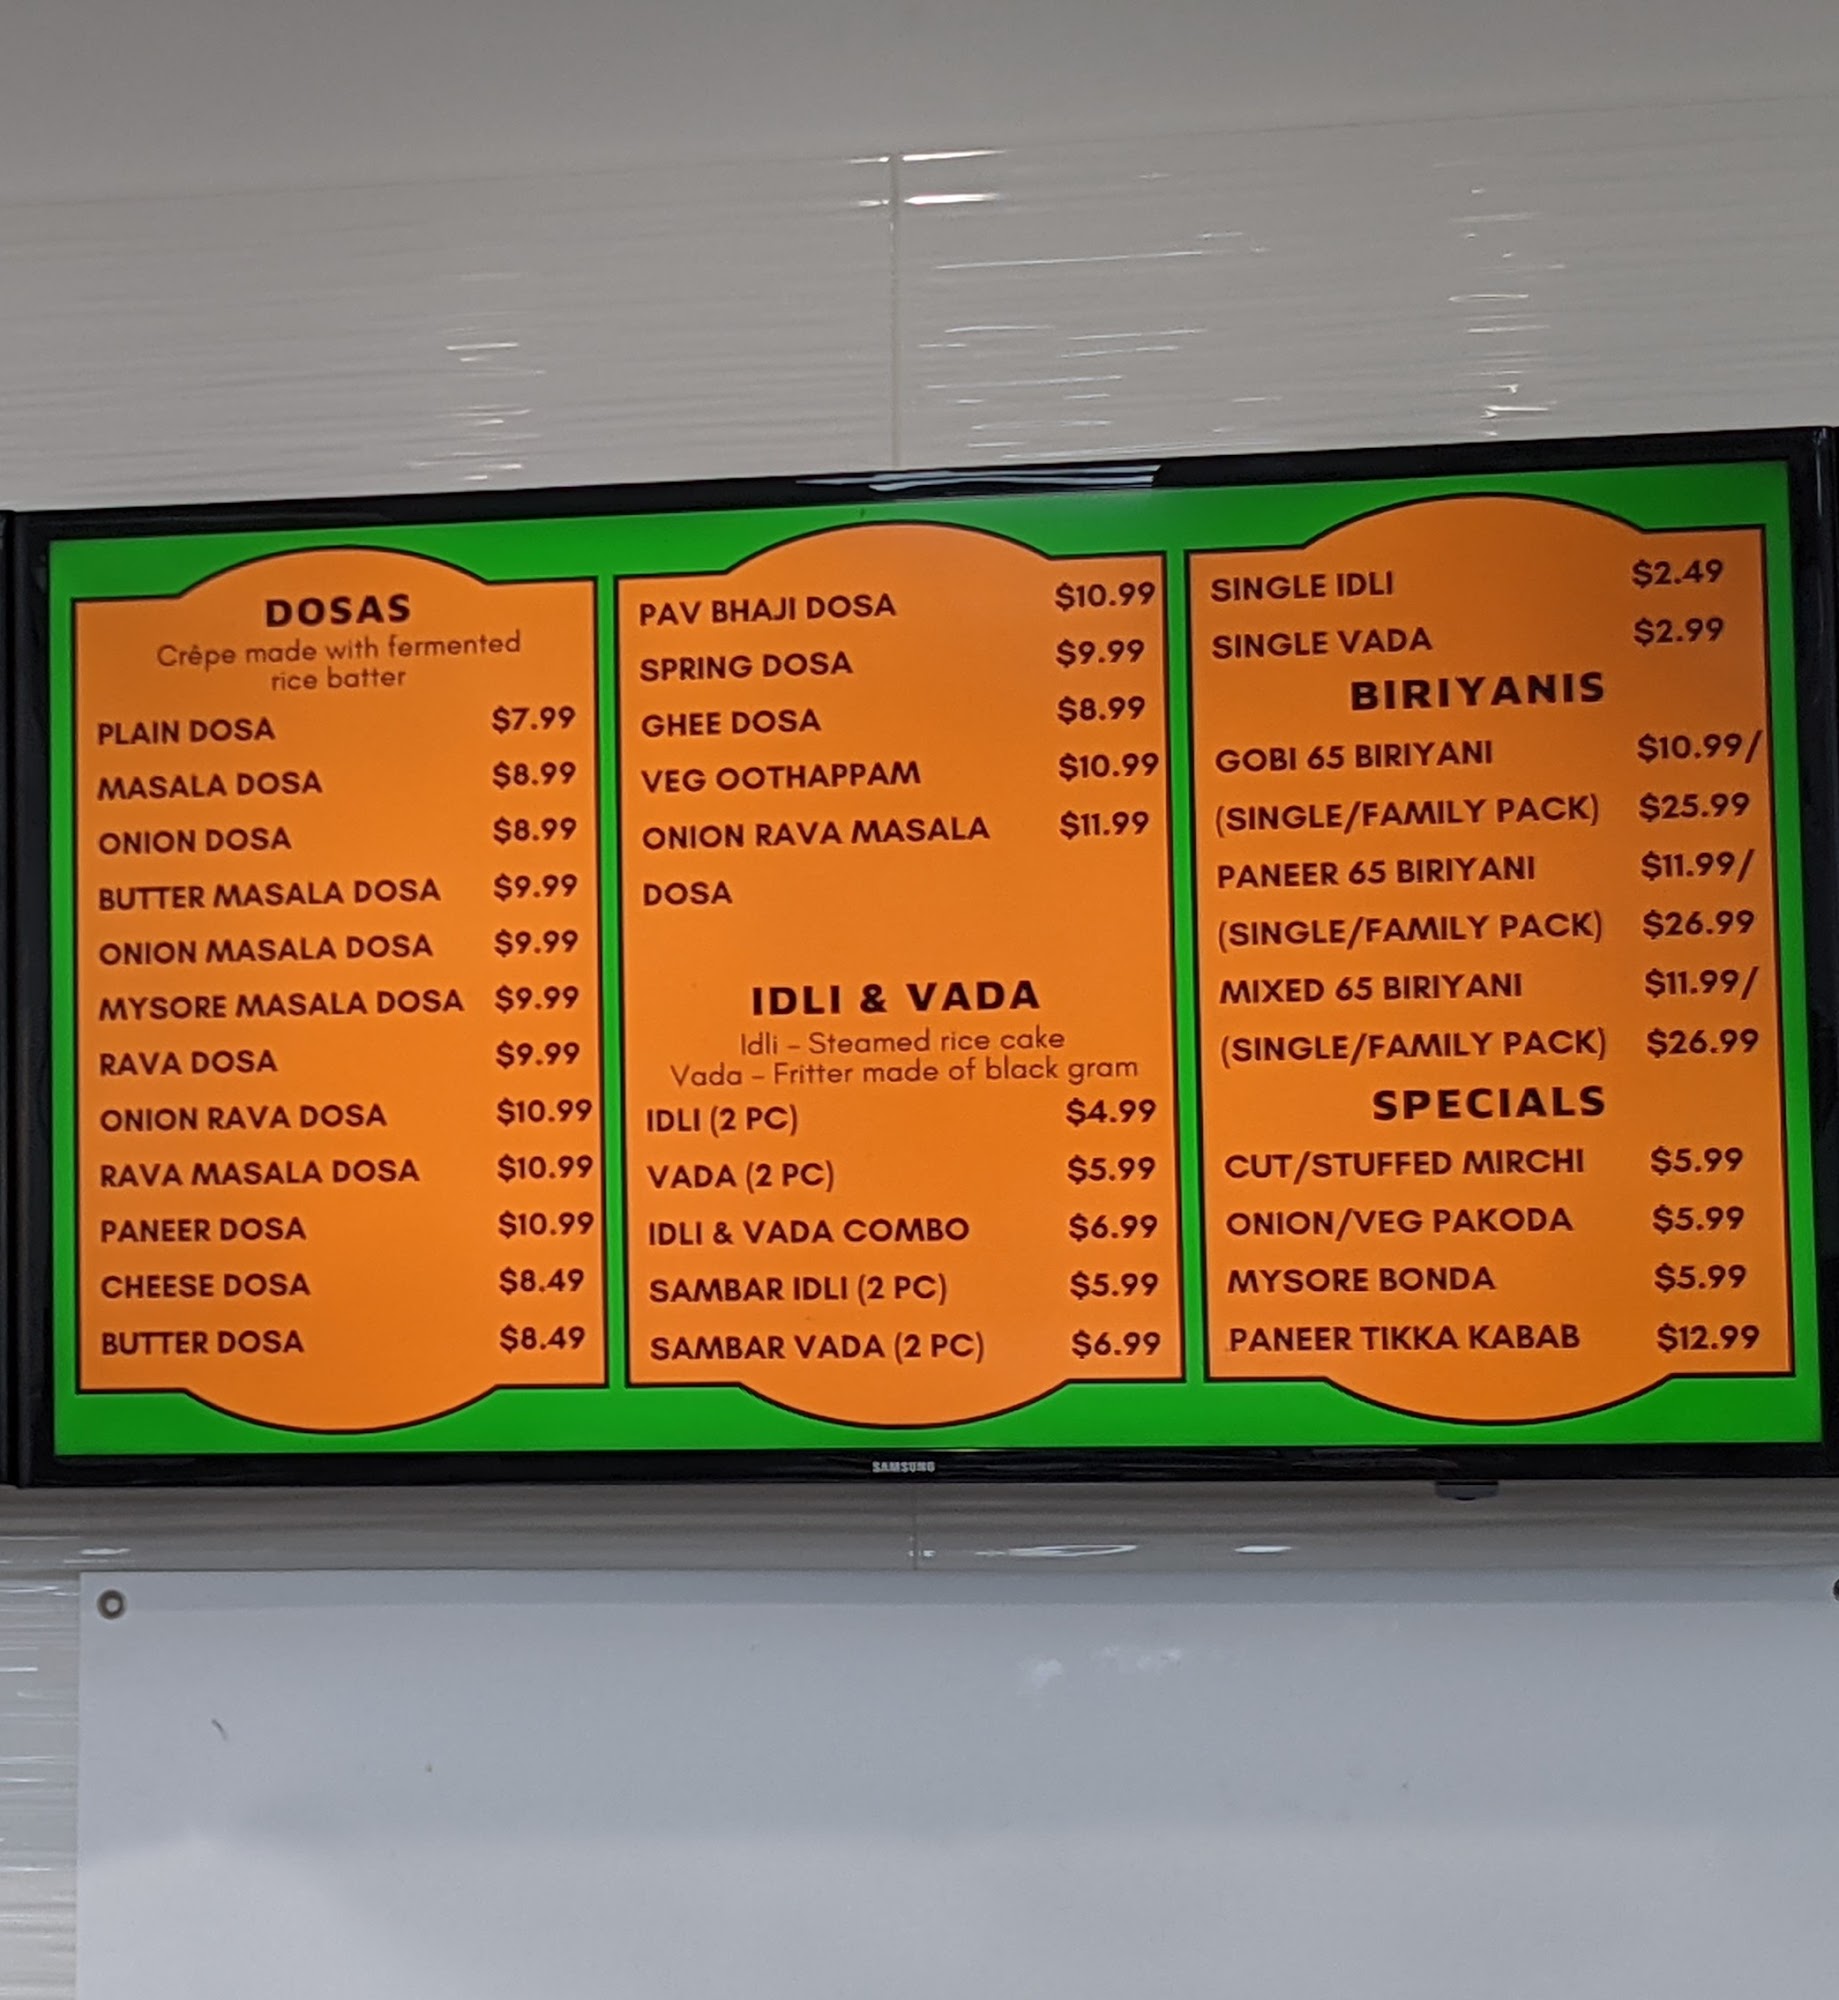 DOSAS
Crêpe made with fermented
rice batter
PLAIN DOSA $7.99
MASALA DOSA $8.99
ONION DOSA $8.99
BUTTER MASALA DOSA $9.99
ONION MASALA DOSA $9.99
MYSORE MASALA DOSA $9.99
RAVA DOSA $9.99
ONION RAVA DOSA $10.99
RAVA MASALA DOSA $10.99
PANEER DOSA $10.99
CHEESE DOSA $8.49
BUTTER DOSA $8.49
PAV BHAJI DOSA $10.99
SPRING DOSA $9.99
GHEE DOSA $8.99
VEG OOTHAPPAM $10.99
ONION RAVA MASALA $11.99
DOSA
IDLI & VADA
Idli – Steamed rice cake
Vada – Fritter made of black gram
IDLI (2 PC) $4.99
VADA (2 PC) $5.99
IDLI & VADA COMBO $6.99
SAMBAR IDLI (2 PC) $5.99
SAMBAR VADA (2 PC) $6.99
SINGLE IDLI $2.49
SINGLE VADA $2.99
BIRIYANIS
GOBI 65 BIRIYANI $10.99/
(SINGLE/FAMILY PACK) $25.99
PANEER 65 BIRIYANI $11.99/
(SINGLE/FAMILY PACK) $26.99
MIXED 65 BIRIYANI $11.99/
(SINGLE/FAMILY PACK) $26.99
SPECIALS
CUT/STUFFED MIRCHI $5.99
ONION/VEG PAKODA $5.99
MYSORE BONDA $5.99
PANEER TIKKA KABAB $12.99
SAMSUNG